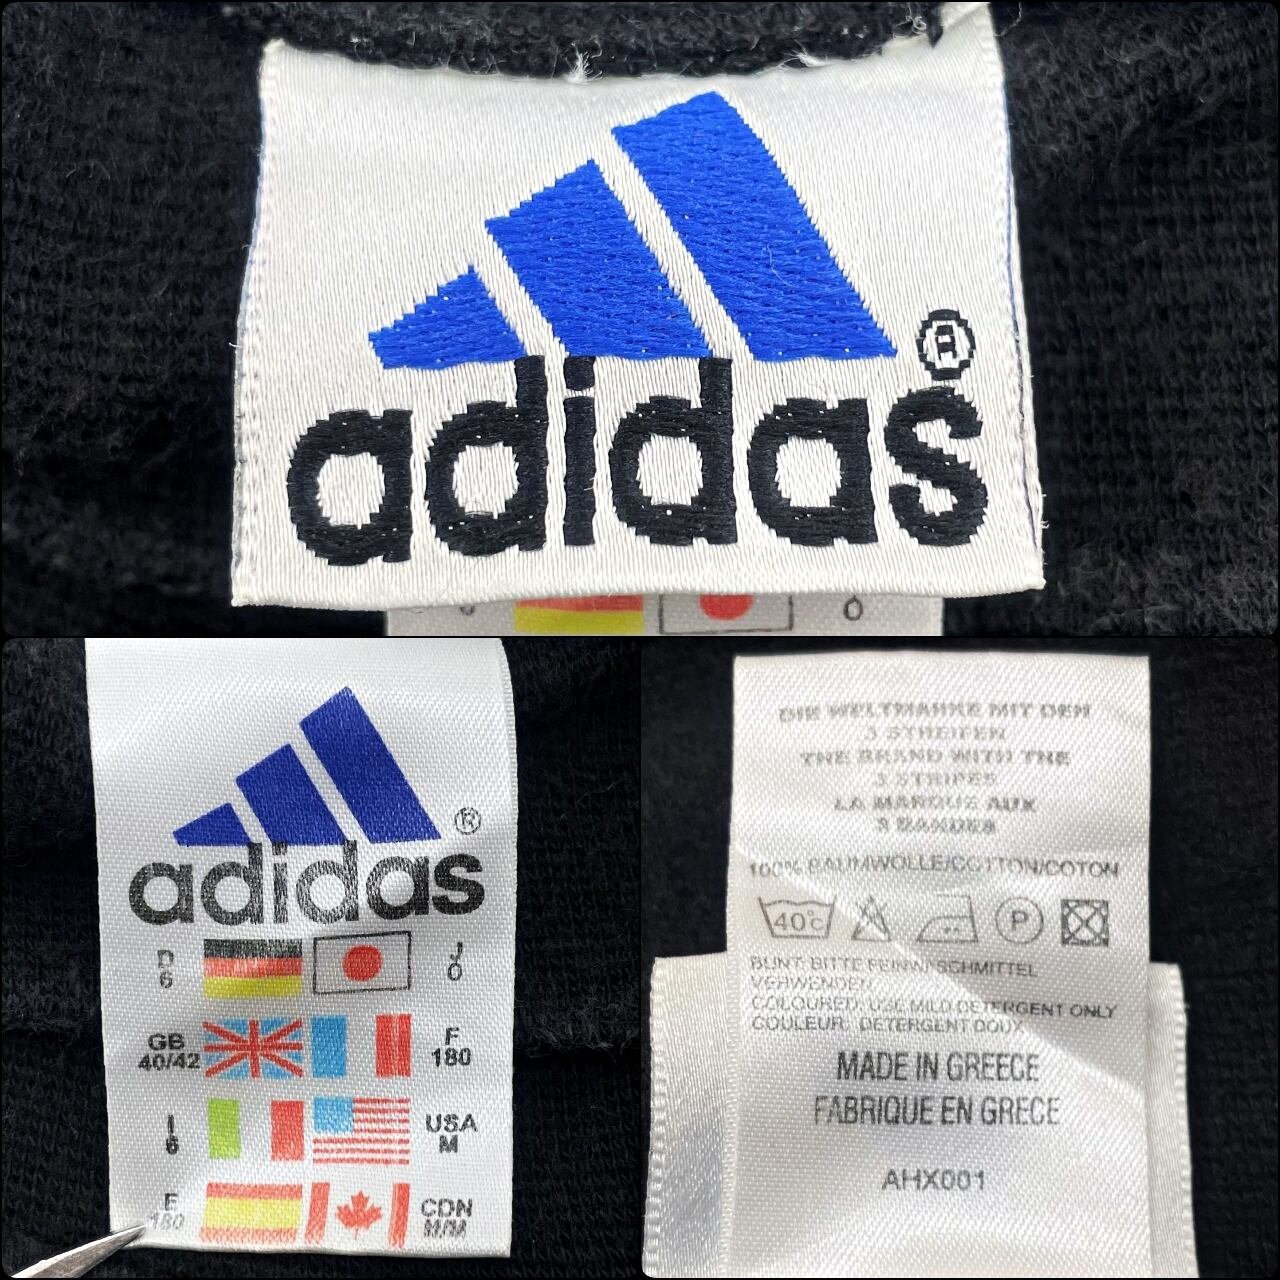 adidas®
O
adidas®
D
6
J
O
GB
40/42
F
180
I
6
USA
M
E
180
CDN
M/M
DIE WELTMARKE MIT DEN
3 STREIFEN
THE BRAND WITH THE
3 STRIPES
LA MARQUE AUX
3 BANDES
100% BAUMWOLLE/COTTON/COTON
40°C
P
BUNT: BITTE FEINWASCHMITTEL
VERWENDEN
COLOURED: USE MILD DETERGENT ONLY
COULEUR: DETERGENT DOUX
MADE IN GREECE
FABRIQUE EN GRECE
AHX001